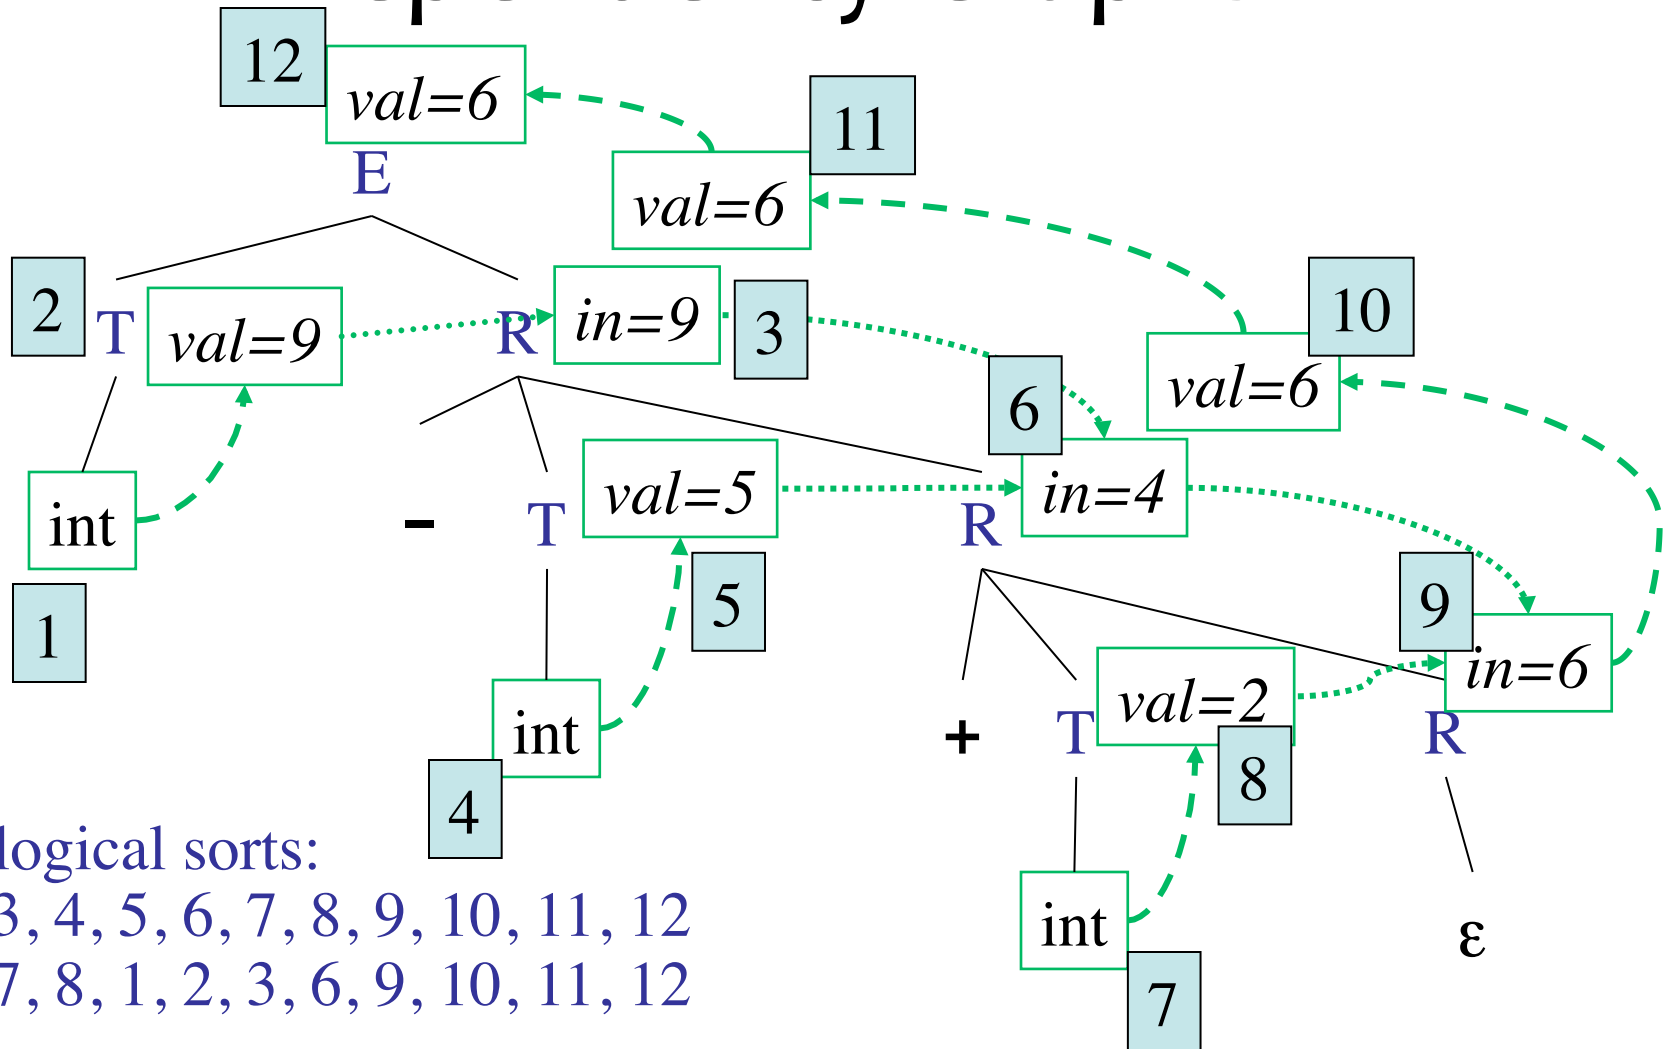 12
val=6
E
11
val=6
2
T
val=9
R
in=9
3
10
val=6
6
int
1
-
T
val=5
5
R
in=4
9
in=6
R
int
4
+
T
val=2
8
int
7
ε
logical sorts:
3, 4, 5, 6, 7, 8, 9, 10, 11, 12
7, 8, 1, 2, 3, 6, 9, 10, 11, 12